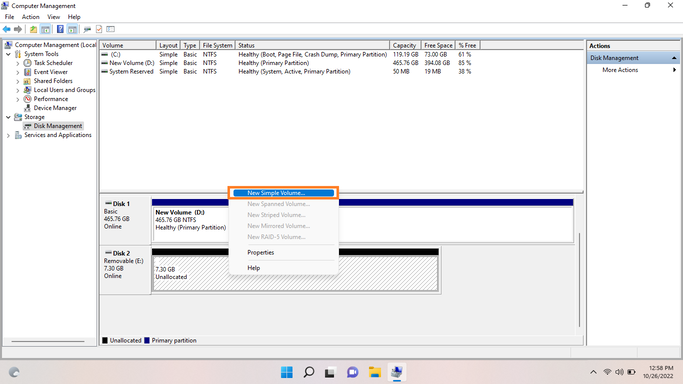 Computer Management
File Action View Help
Computer Management (Local
System Tools
Task Scheduler
Event Viewer
Shared Folders
Local Users and Groups
Performance
Device Manager
Storage
Disk Management
Services and Applications
Volume Layout Type File System Status Capacity Free Space % Free
(C:) Simple Basic NTFS Healthy (Boot, Page File, Crash Dump, Primary Partition) 119.19 GB 73.00 GB 61 %
New Volume (D:) Simple Basic NTFS Healthy (Primary Partition) 465.76 GB 394.08 GB 85 %
System Reserved Simple Basic NTFS Healthy (System, Active, Primary Partition) 50 MB 19 MB 38 %
Actions
Disk Management
More Actions
Disk 1
Basic
465.76 GB
Online
New Volume (D:)
465.76 GB NTFS
Healthy (Primary Partition)
New Simple Volume...
New Spanned Volume...
New Striped Volume...
New Mirrored Volume...
New RAID-5 Volume...
Properties
Help
Disk 2
Removable (E:)
7.30 GB
Online
7.30 GB
Unallocated
Unallocated Primary partition
12:58 PM
10/26/2022